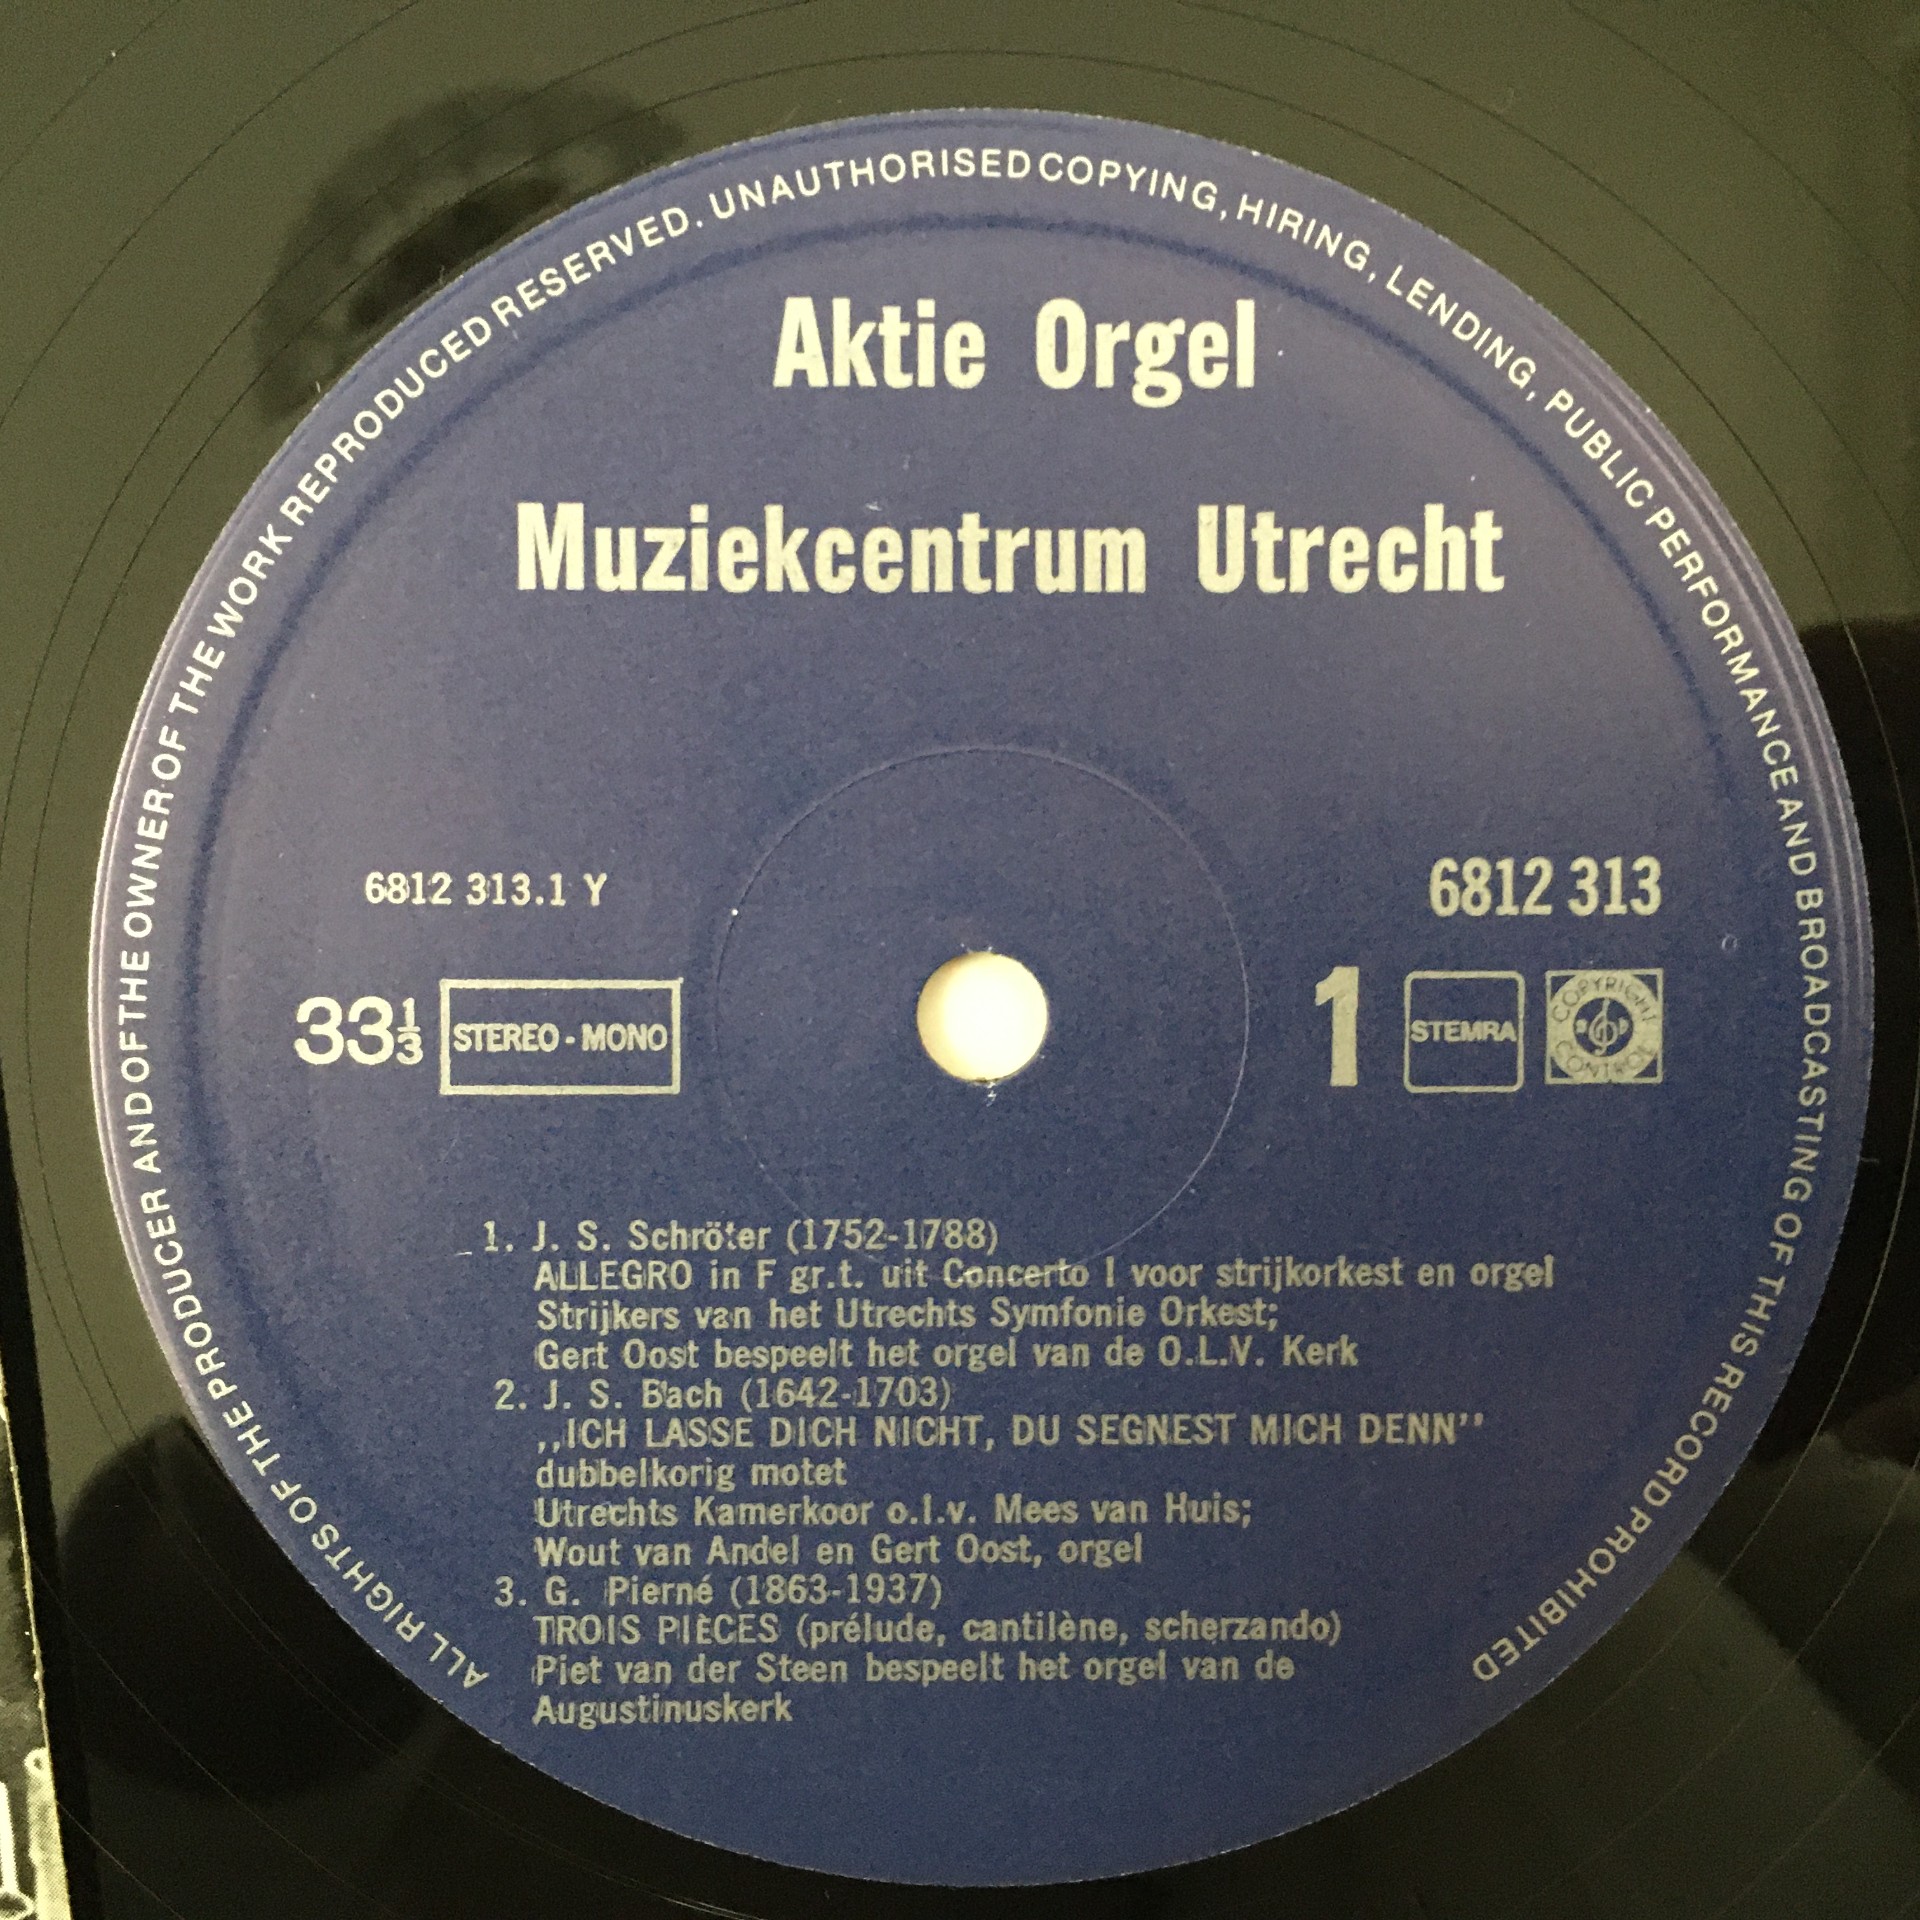 ALL RIGHTS OF THE PRODUCER AND OF THE OWNER OF THE WORK REPRODUCED RESERVED. UNAUTHORISED COPYING, HIRING, LENDING, PUBLIC PERFORMANCE AND BROADCASTING OF THIS RECORD PROHIBITED
Aktie Orgel
Muziekcentrum Utrecht
6812 313.1 Y
6812 313
33⅓ STEREO - MONO
1 STEMRA COPYRIGHT CONTROL
1. J. S. Schröter (1752-1788)
ALLEGRO in F gr.t. uit Concerto I voor strijkorkest en orgel
Strijkers van het Utrechts Symfonie Orkest;
Gert Oost bespeelt het orgel van de O.L.V. Kerk
2. J. S. Bach (1642-1703)
,,ICH LASSE DICH NICHT, DU SEGNEST MICH DENN''
dubbelkorig motet
Utrechts Kamerkoor o.l.v. Mees van Huis;
Wout van Andel en Gert Oost, orgel
3. G. Pierné (1863-1937)
TROIS PIÈCES (prélude, cantilène, scherzando)
Piet van der Steen bespeelt het orgel van de
Augustinuskerk